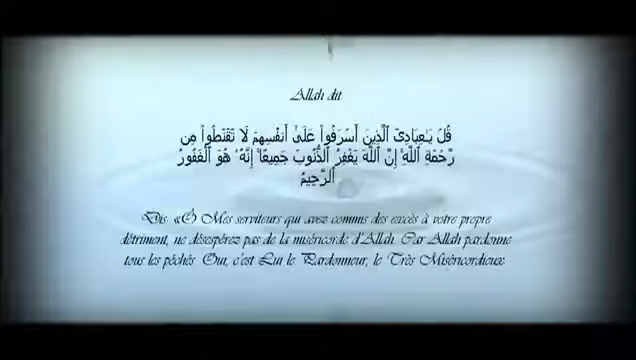 Allah dit
قُلْ يَـٰعِبَادِىَ ٱلَّذِينَ أَسْرَفُوا۟ عَلَىٰٓ أَنفُسِهِمْ لَا تَقْنَطُوا۟ مِن
رَّحْمَةِ ٱللَّهِ ۚ إِنَّ ٱللَّهَ يَغْفِرُ ٱلذُّنُوبَ جَمِيعًا ۚ إِنَّهُۥ هُوَ ٱلْغَفُورُ
ٱلرَّحِيمُ
Dis: «Ô Mes serviteurs qui avez commis des excès à votre propre
détriment, ne désespérez pas de la miséricorde d'Allah. Car Allah pardonne
tous les péchés. Oui, c'est Lui le Pardonneur, le Très Miséricordieux